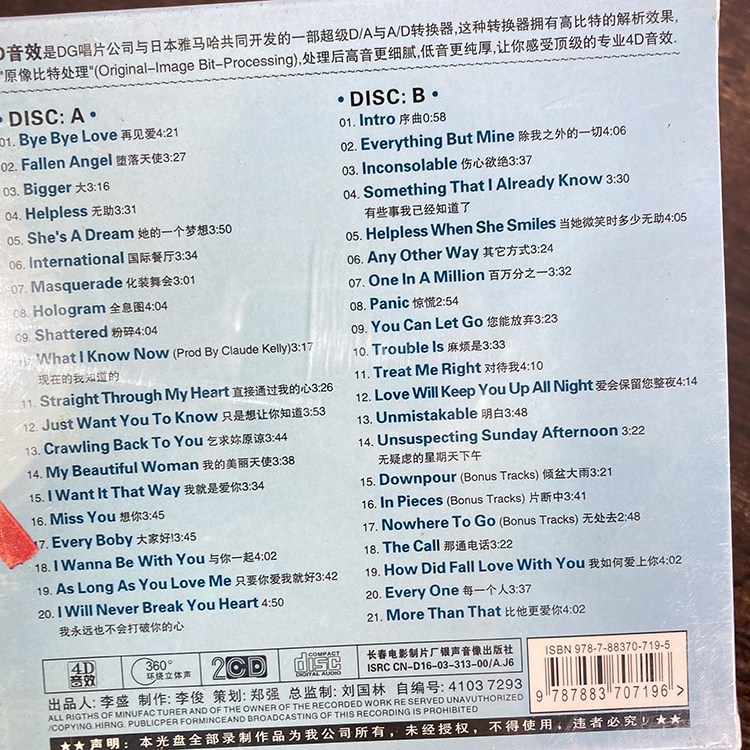 D音效是DG唱片公司与日本雅马哈共同开发的一部超级D/A与A/D转换器,这种转换器拥有高比特的解析效果,
"原像比特处理"(Original-Image Bit-Processing),处理后高音更细腻,低音更纯厚,让你感受顶级的专业4D音效.
• DISC: A •
01. Bye Bye Love 再见爱4:21
02. Fallen Angel 堕落天使3:27
03. Bigger 大3:16
04. Helpless 无助3:31
05. She's A Dream 她的一个梦想3:50
06. International 国际餐厅3:34
07. Masquerade 化装舞会3:01
08. Hologram 全息图4:04
09. Shattered 粉碎4:04
10. What I Know Now (Prod By Claude Kelly)3:17
现在的我知道的
11. Straight Through My Heart 直接通过我的心3:26
12. Just Want You To Know 只是想让你知道3:53
13. Crawling Back To You 乞求妳原谅3:44
14. My Beautiful Woman 我的美丽天使3:38
15. I Want It That Way 我就是爱你3:34
16. Miss You 想你3:45
17. Every Boby 大家好!3:45
18. I Wanna Be With You 与你一起4:02
19. As Long As You Love Me 只要你爱我就好3:42
20. I Will Never Break You Heart 4:50
我永远也不会打破你的心
• DISC: B •
01. Intro 序曲0:58
02. Everything But Mine 除我之外的一切4:06
03. Inconsolable 伤心欲绝3:37
04. Something That I Already Know 3:30
有些事我已经知道了
05. Helpless When She Smiles 当她微笑时多少无助4:05
06. Any Other Way 其它方式3:24
07. One In A Million 百万分之一3:32
08. Panic 惊慌2:54
09. You Can Let Go 您能放弃3:23
10. Trouble Is 麻烦是3:33
11. Treat Me Right 对待我4:10
12. Love Will Keep You Up All Night 爱会保留您整夜4:14
13. Unmistakable 明白3:48
14. Unsuspecting Sunday Afternoon 3:22
无疑虑的星期天下午
15. Downpour (Bonus Tracks) 倾盆大雨3:21
16. In Pieces (Bonus Tracks) 片断中3:41
17. Nowhere To Go (Bonus Tracks) 无处去2:48
18. The Call 那通电话3:22
19. How Did Fall Love With You 我如何爱上你4:02
20. Every One 每一个人3:37
21. More Than That 比他更爱你4:02
4D音效
360° 环绕立体声
2CD
COMPACT disc DIGITAL AUDIO
长春电影制片厂银声音像出版社
ISRC CN-D16-03-313-00/A.J6
ISBN 978-7-88370-719-5
9 787883 707196 >
出品人: 李盛 制作: 李俊 策划: 郑强 总监制: 刘国林 自编号: 4103 7293
ALL RIGTHS OF MINUFACTURER AND OF THE OWNER OF THE RECORDED WORK RE SERVED UNAVUTHORIZED
/COPYING.HIRNG. PUBLICPER FORMINCEAND BROADCASTING OF THIS RECORDING IS PROHIBITED
★★声明: 本光盘全部录制作品为我公司所有, 未经授权, 不得使用, 违者必究! ★★